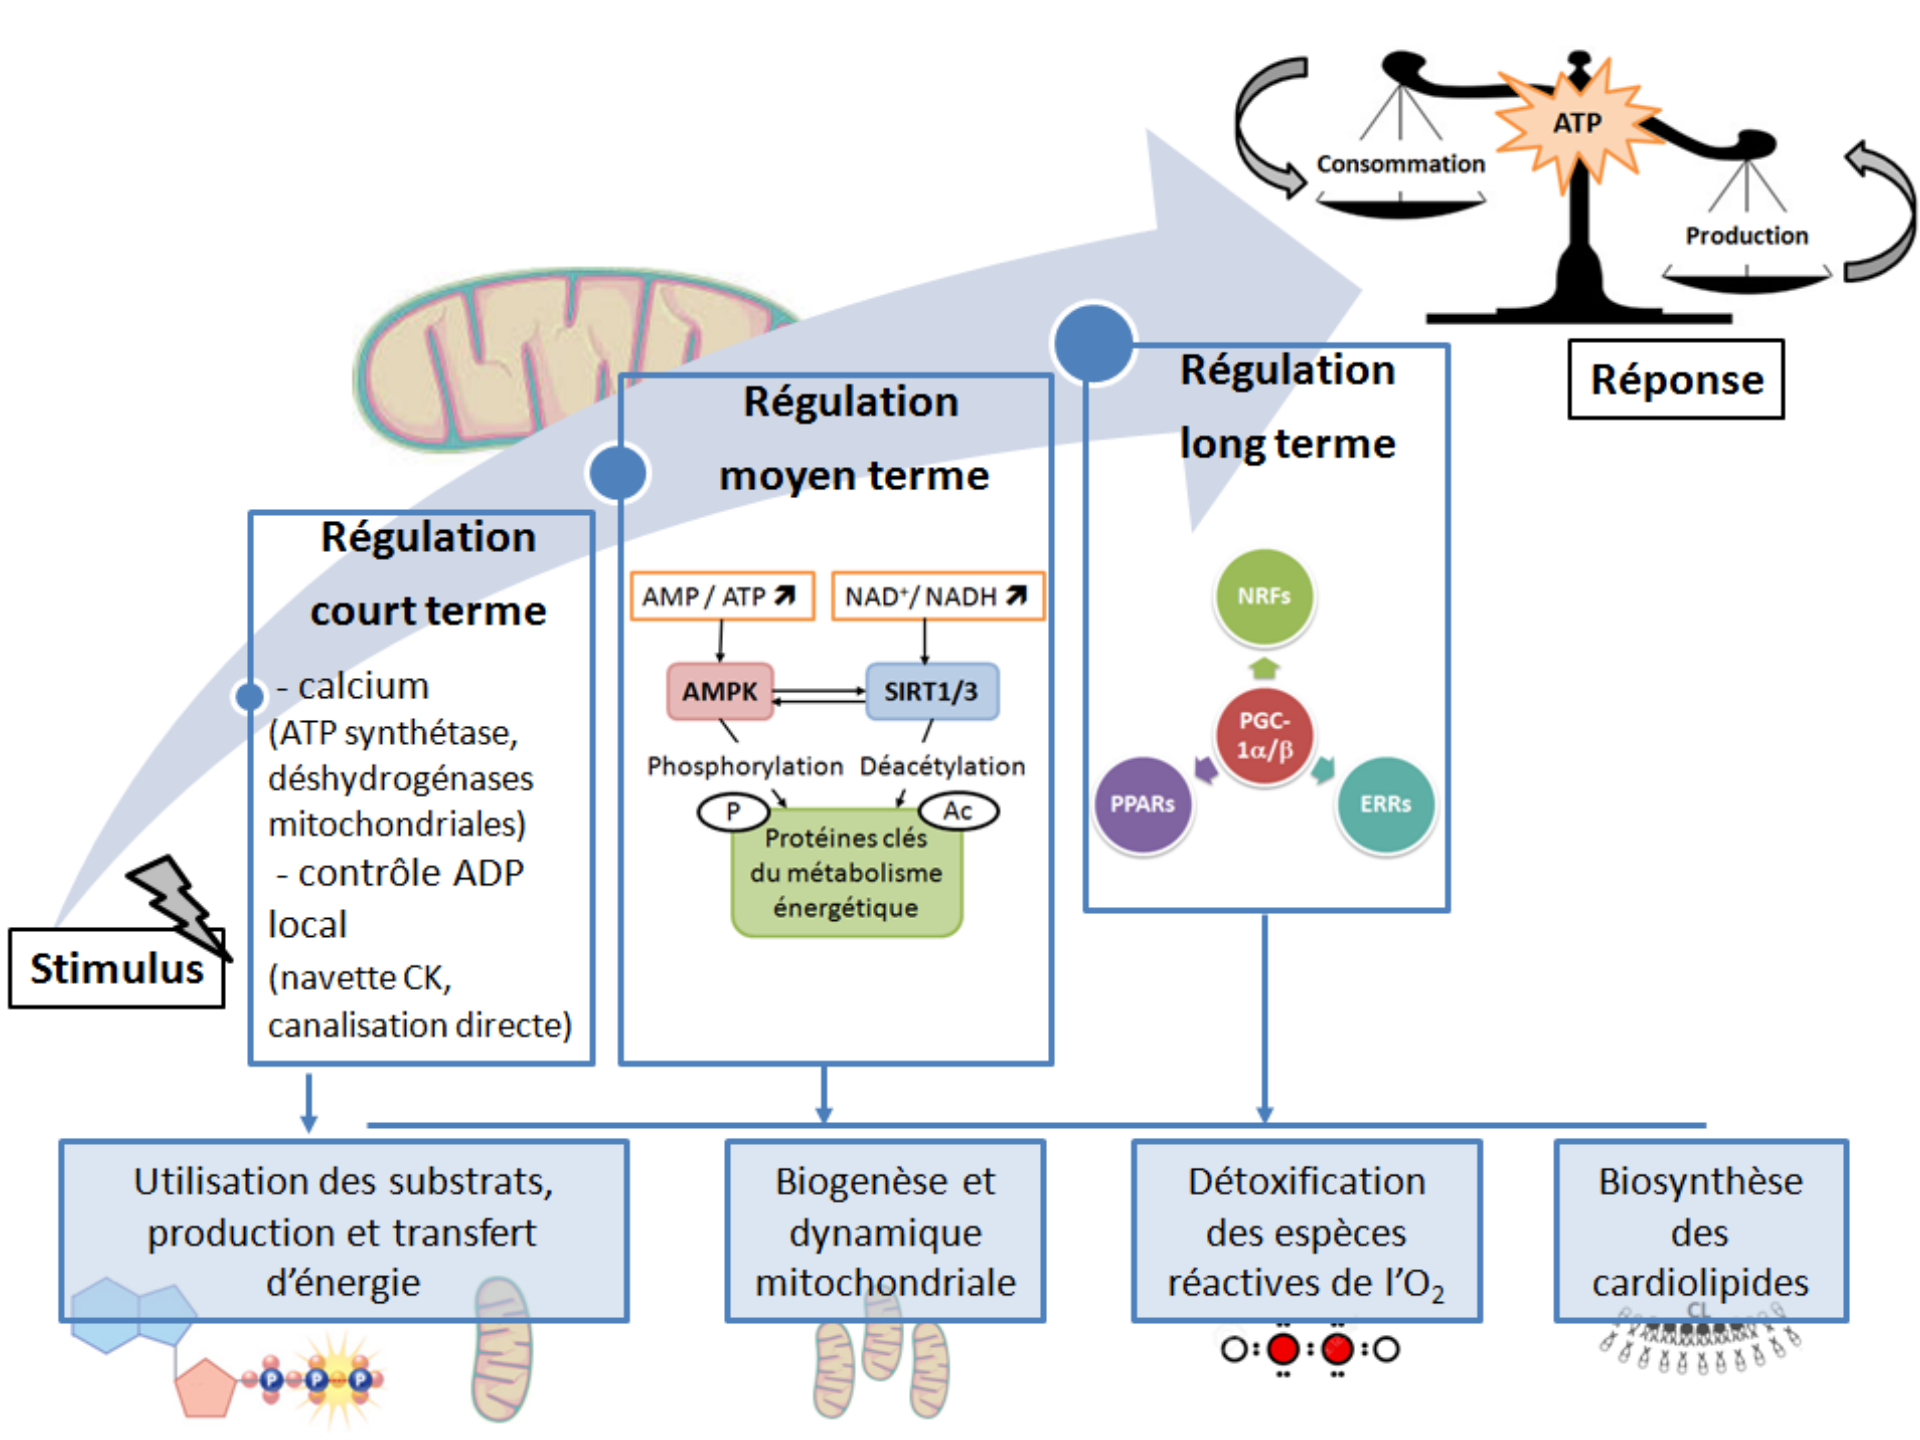 ATP
Consommation
Production
Réponse
Régulation
long terme
NRFs
PGC-
1α/β
PPARs
ERRs
Régulation
moyen terme
AMP / ATP ↗
NAD⁺/ NADH ↗
AMPK
SIRT1/3
Phosphorylation
Déacétylation
P
Ac
Protéines clés
du métabolisme
énergétique
Régulation
court terme
- calcium
(ATP synthétase,
déshydrogénases
mitochondriales)
- contrôle ADP
local
(navette CK,
canalisation directe)
Stimulus
Utilisation des substrats,
production et transfert
d’énergie
P
P
P
Biogenèse et
dynamique
mitochondriale
Détoxification
des espèces
réactives de l’O₂
Biosynthèse
des
cardiolipides
CL